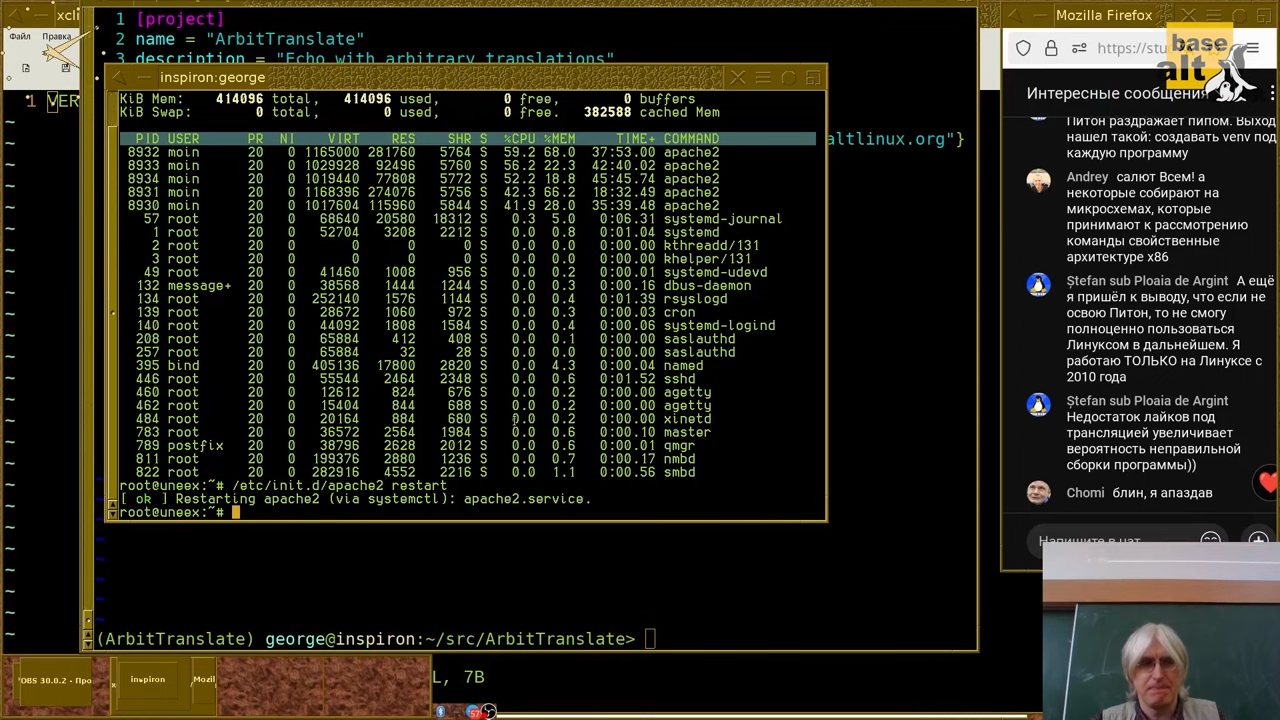 xcli
Файл Правка
1 VER
1 [project]
2 name = "ArbitTranslate"
3 description = "Echo with arbitrary translations"
altlinux.org"}
inspiron:george
KiB Mem: 414096 total, 414096 used, 0 free, 0 buffers
KiB Swap: 0 total, 0 used, 0 free. 382588 cached Mem
PID USER PR NI VIRT RES SHR S %CPU %MEM TIME+ COMMAND
8932 moin 20 0 1165000 281760 5764 S 59.2 68.0 37:53.00 apache2
8933 moin 20 0 1029928 92496 5760 S 56.2 22.3 42:40.02 apache2
8934 moin 20 0 1019440 77808 5772 S 52.2 18.8 45:45.74 apache2
8931 moin 20 0 1168396 274076 5756 S 42.3 66.2 18:32.49 apache2
8930 moin 20 0 1017604 115960 5844 S 41.9 28.0 35:39.48 apache2
57 root 20 0 68640 20580 18312 S 0.3 5.0 0:06.31 systemd-journal
1 root 20 0 52704 3208 2212 S 0.0 0.8 0:01.04 systemd
2 root 20 0 0 0 0 S 0.0 0.0 0:00.00 kthreadd/131
3 root 20 0 0 0 0 S 0.0 0.0 0:00.00 khelper/131
49 root 20 0 41460 1008 956 S 0.0 0.2 0:00.01 systemd-udevd
132 message+ 20 0 38568 1444 1244 S 0.0 0.3 0:00.16 dbus-daemon
134 root 20 0 252140 1576 1144 S 0.0 0.4 0:01.39 rsyslogd
139 root 20 0 28672 1060 972 S 0.0 0.3 0:00.03 cron
140 root 20 0 44092 1808 1584 S 0.0 0.4 0:00.06 systemd-logind
208 root 20 0 65884 412 408 S 0.0 0.1 0:00.00 saslauthd
257 root 20 0 65884 32 28 S 0.0 0.0 0:00.00 saslauthd
395 bind 20 0 405136 17800 2820 S 0.0 4.3 0:00.04 named
446 root 20 0 55544 2464 2348 S 0.0 0.6 0:01.52 sshd
460 root 20 0 12612 824 676 S 0.0 0.2 0:00.00 agetty
462 root 20 0 15404 844 688 S 0.0 0.2 0:00.00 agetty
484 root 20 0 20164 884 680 S 0.0 0.2 0:00.00 xinetd
783 root 20 0 36572 2564 1984 S 0.0 0.6 0:00.10 master
789 postfix 20 0 38796 2628 2012 S 0.0 0.6 0:00.01 qmgr
811 root 20 0 199376 2880 1236 S 0.0 0.7 0:00.17 nmbd
822 root 20 0 282916 4552 2216 S 0.0 1.1 0:00.56 smbd
root@uneex:~# /etc/init.d/apache2 restart
[ ok ] Restarting apache2 (via systemctl): apache2.service.
root@uneex:~#
(ArbitTranslate) george@inspiron:~/src/ArbitTranslate>
L, 7B
OBS 30.0.2 - Про
inspiron
Mozil
Mozilla Firefox
https://stu
base
alt
Интересные сообщения
Питон раздражает пипом. Выход
нашел такой: создавать venv под
каждую программу
Andrey салют Всем! а
некоторые собирают на
микросхемах, которые
принимают к рассмотрению
команды свойственные
архитектуре x86
Ștefan sub Ploaia de Argint А ещё
я пришёл к выводу, что если не
освою Питон, то не смогу
полноценно пользоваться
Линуксом в дальнейшем. Я
работаю ТОЛЬКО на Линуксе с
2010 года
Ștefan sub Ploaia de Argint
Недостаток лайков под
трансляцией увеличивает
вероятность неправильной
сборки программы))
Chomi блин, я апаздав
Напишите в чат...